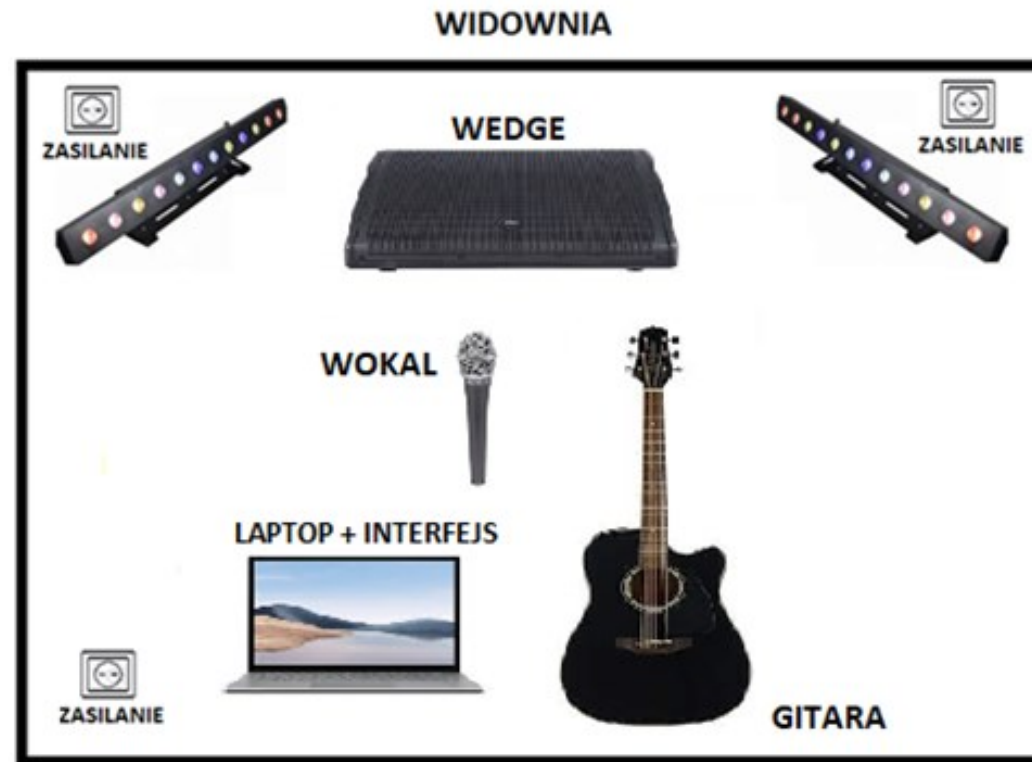 WIDOWNIA
ZASILANIE
WEDGE
ZASILANIE
WOKAL
LAPTOP + INTERFEJS
ZASILANIE
GITARA